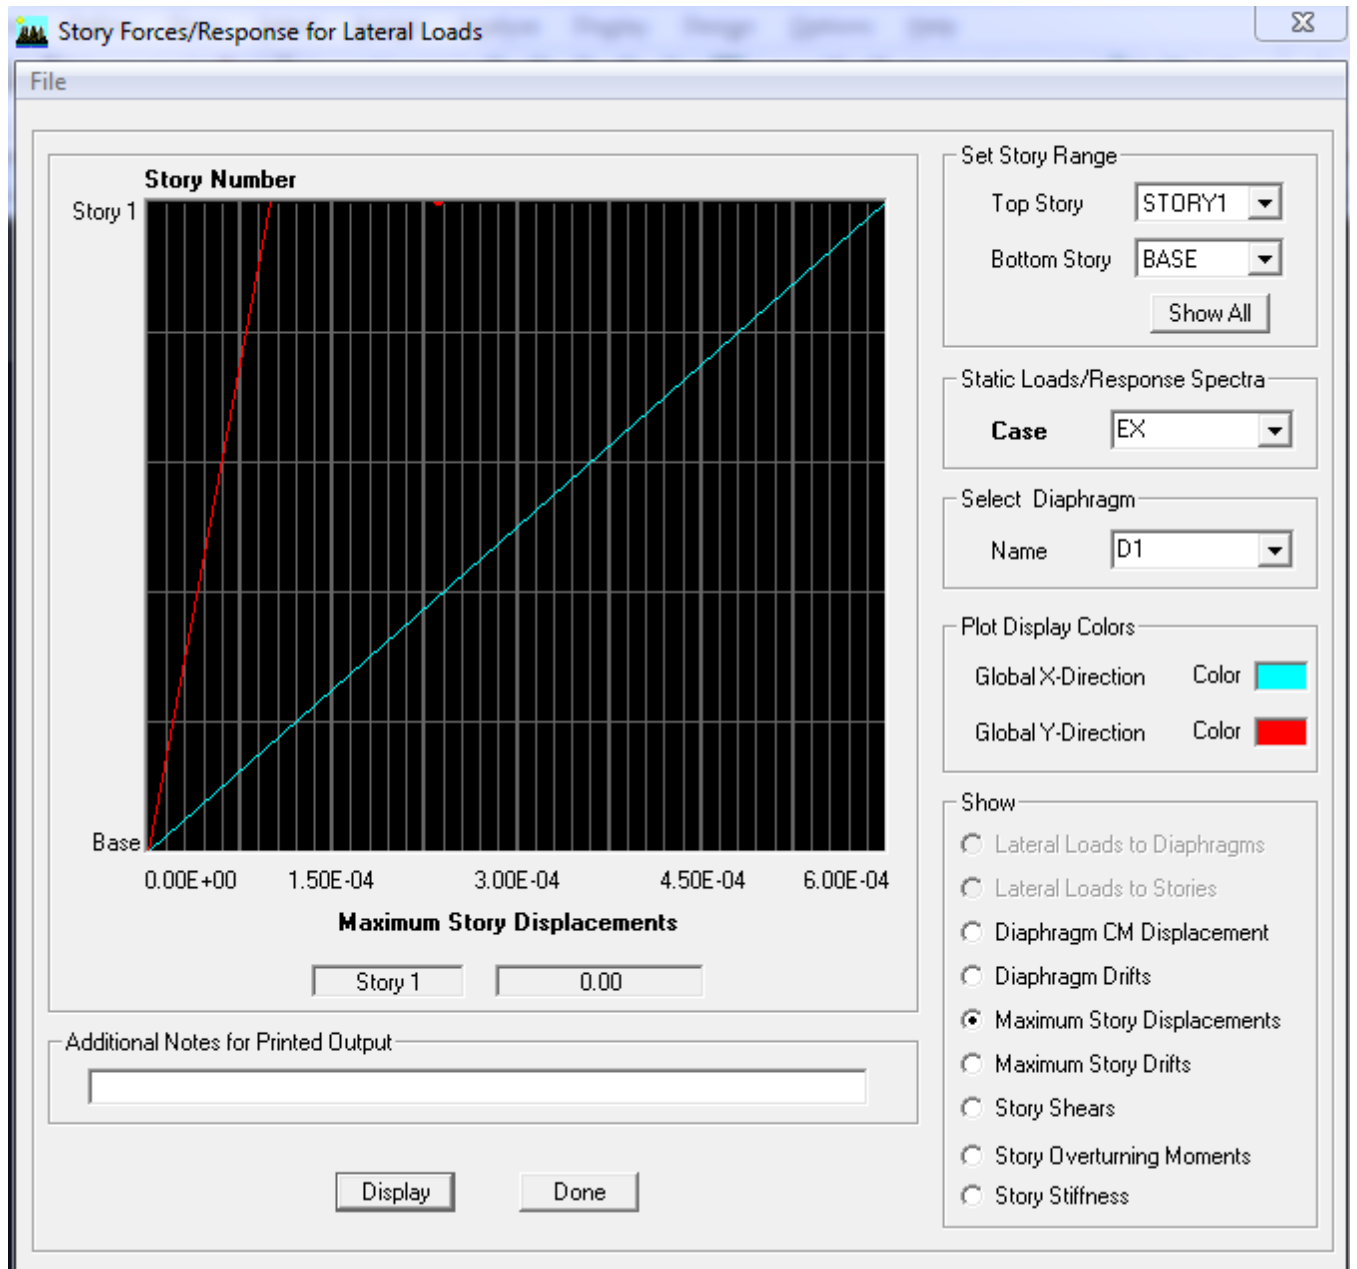 Story Forces/Response for Lateral Loads
Display Design Options Help
File
Story Number
Story 1
Base
0.00E+00 1.50E-04 3.00E-04 4.50E-04 6.00E-04
Maximum Story Displacements
Story 1 0.00
Additional Notes for Printed Output
Display Done
Set Story Range
Top Story STORY1
Bottom Story BASE
Show All
Static Loads/Response Spectra
Case EX
Select Diaphragm
Name D1
Plot Display Colors
Global X-Direction Color
Global Y-Direction Color
Show
Lateral Loads to Diaphragms
Lateral Loads to Stories
Diaphragm CM Displacement
Diaphragm Drifts
Maximum Story Displacements
Maximum Story Drifts
Story Shears
Story Overturning Moments
Story Stiffness